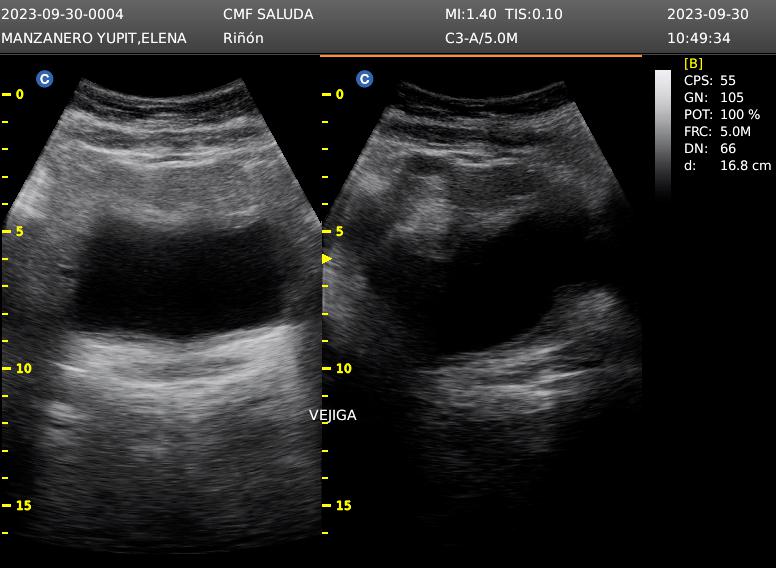 2023-09-30-0004 CMF SALUDA MI:1.40 TIS:0.10 2023-09-30
MANZANERO YUPIT,ELENA Riñón C3-A/5.0M 10:49:34
C C
[B]
CPS: 55
GN: 105
POT: 100 %
FRC: 5.0M
DN: 66
d: 16.8 cm
0 0
5 5
10 10
VEJIGA
15 15